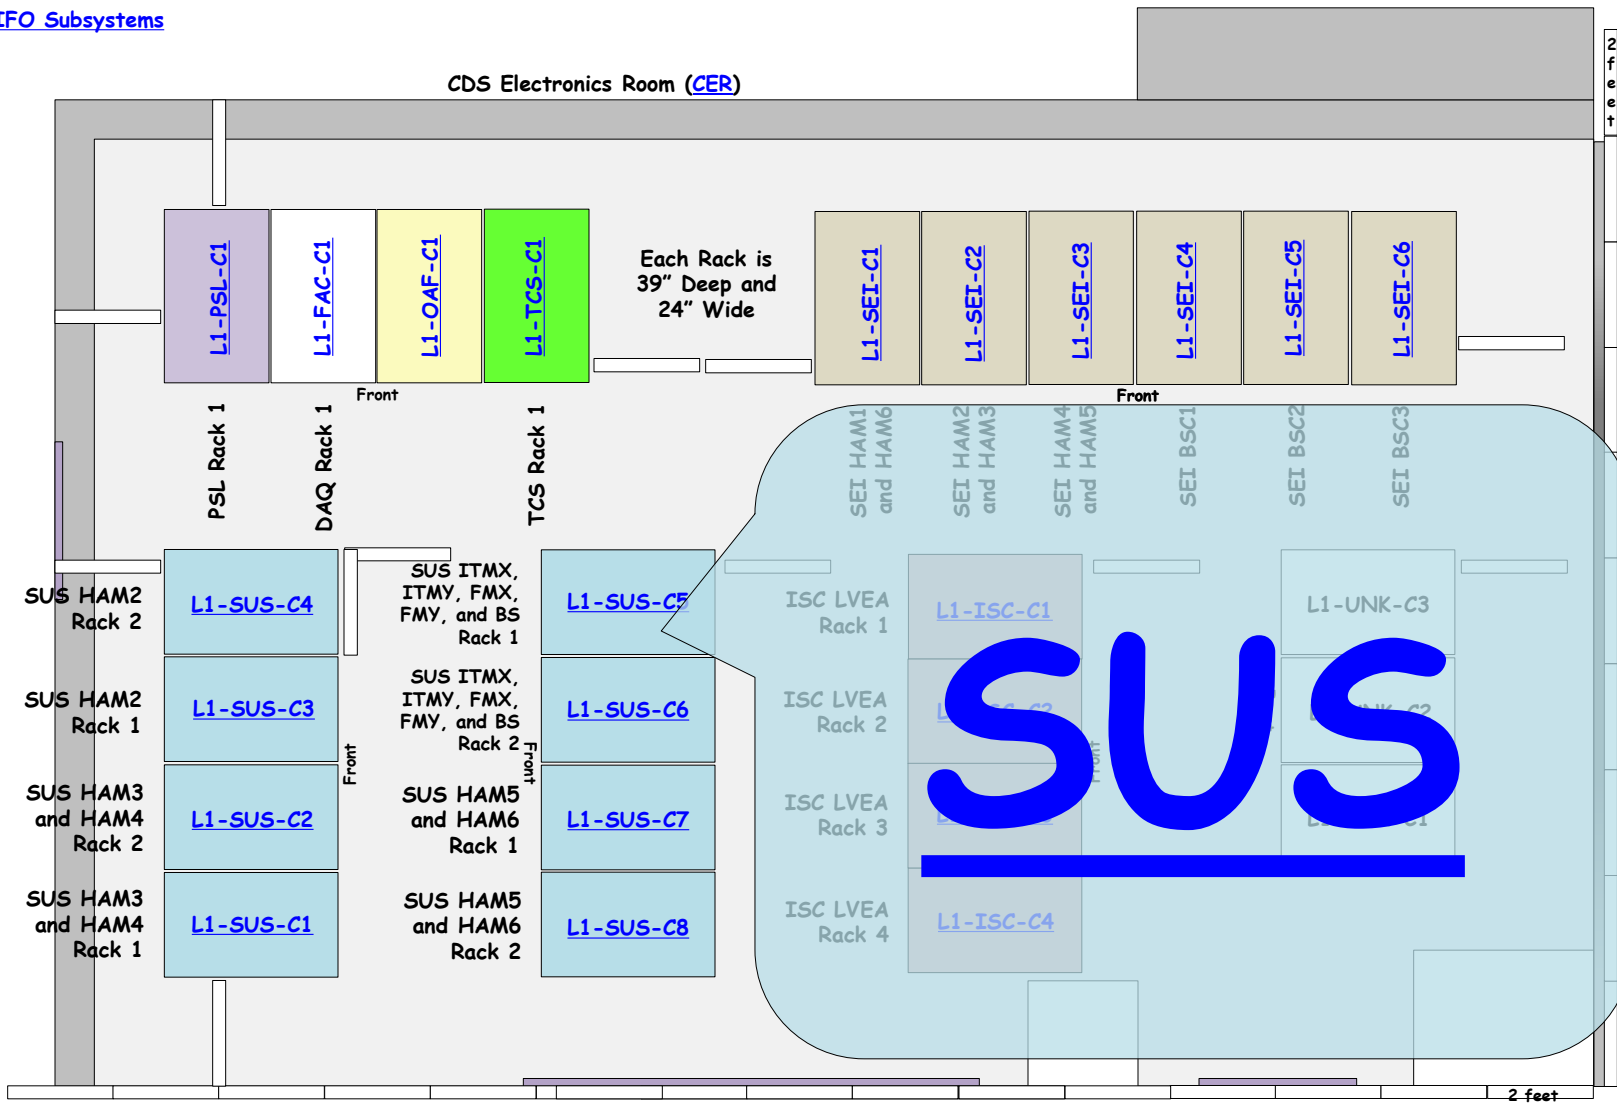 IFO Subsystems
2 feet
CDS Electronics Room (CER)
L1-PSL-C1
L1-FAC-C1
L1-OAF-C1
L1-TCS-C1
Each Rack is
39” Deep and
24” Wide
L1-SEI-C1
L1-SEI-C2
L1-SEI-C3
L1-SEI-C4
L1-SEI-C5
L1-SEI-C6
Front
Front
PSL Rack 1
DAQ Rack 1
TCS Rack 1
SEI HAM1
and HAM6
SEI HAM2
and HAM3
SEI HAM4
and HAM5
SEI BSC1
SEI BSC2
SEI BSC3
SUS HAM2
Rack 2
L1-SUS-C4
SUS ITMX,
ITMY, FMX,
FMY, and BS
Rack 1
L1-SUS-C5
ISC LVEA
Rack 1
L1-ISC-C1
L1-UNK-C3
SUS HAM2
Rack 1
L1-SUS-C3
SUS ITMX,
ITMY, FMX,
FMY, and BS
Rack 2
L1-SUS-C6
ISC LVEA
Rack 2
SUS
Front
Front
Front
SUS HAM3
and HAM4
Rack 2
L1-SUS-C2
SUS HAM5
and HAM6
Rack 1
L1-SUS-C7
ISC LVEA
Rack 3
SUS HAM3
and HAM4
Rack 1
L1-SUS-C1
SUS HAM5
and HAM6
Rack 2
L1-SUS-C8
ISC LVEA
Rack 4
L1-ISC-C4
2 feet